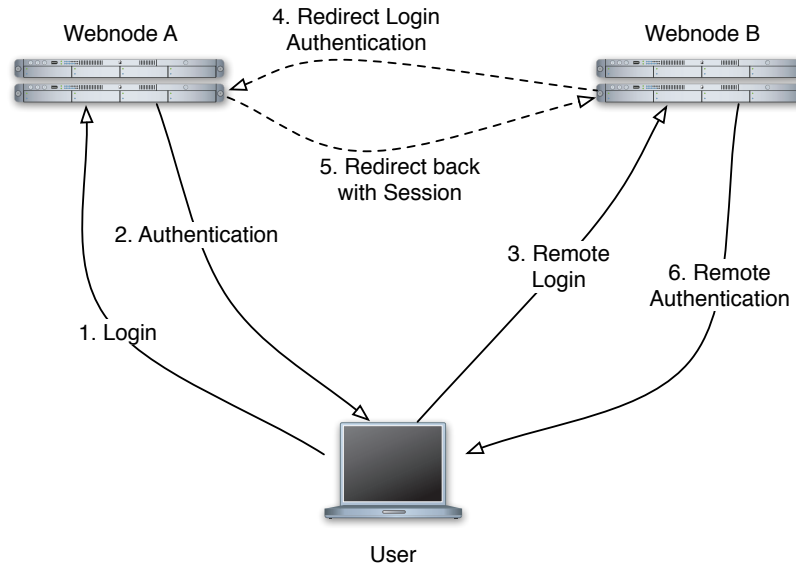 Webnode A
4. Redirect Login
Authentication
Webnode B
5. Redirect back
with Session
2. Authentication
3. Remote
Login
6. Remote
Authentication
1. Login
User